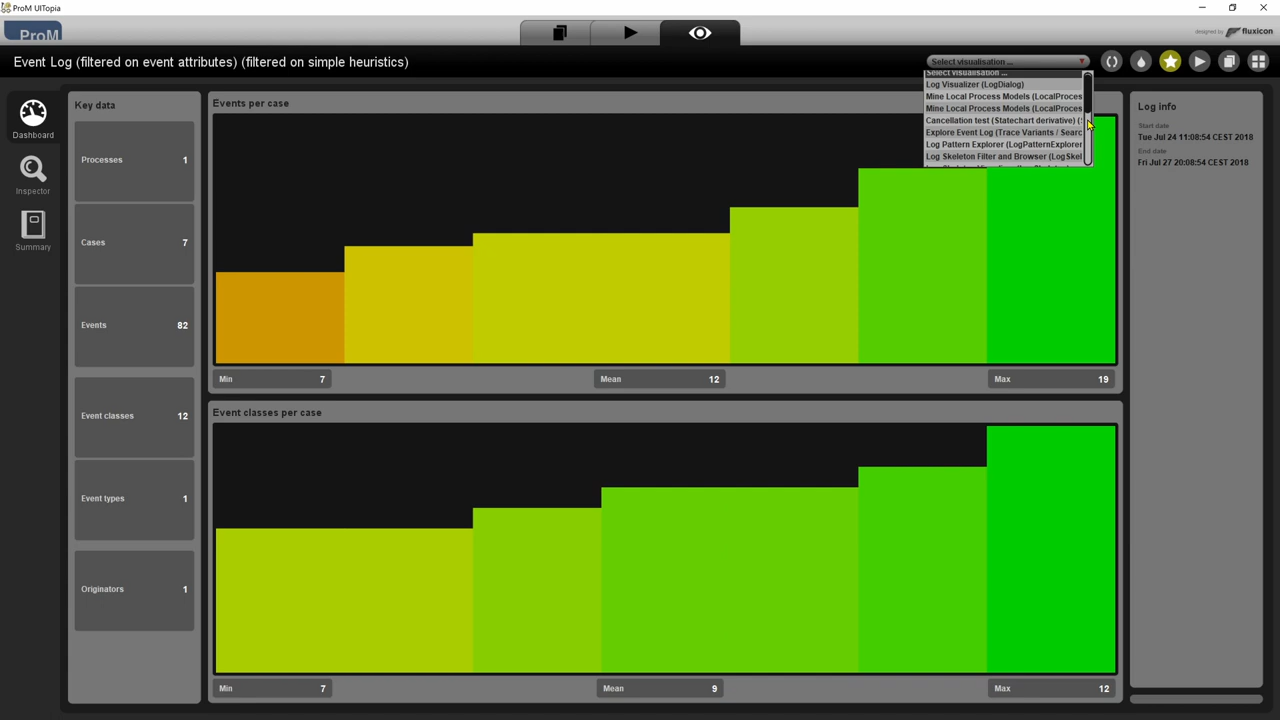 ProM UITopia
ProM
designed by fluxicon
Event Log (filtered on event attributes) (filtered on simple heuristics)
Select visualisation ...
Select visualisation ...
Log Visualizer (LogDialog)
Mine Local Process Models (LocalProces
Mine Local Process Models (LocalProces
Cancellation test (Statechart derivative) (
Explore Event Log (Trace Variants / Searc
Log Pattern Explorer (LogPatternExplorer
Log Skeleton Filter and Browser (LogSkel
Dashboard
Inspector
Summary
Key data
Processes 1
Cases 7
Events 82
Event classes 12
Event types 1
Originators 1
Events per case
Min 7
Mean 12
Max 19
Event classes per case
Min 7
Mean 9
Max 12
Log info
Start date
Tue Jul 24 11:08:54 CEST 2018
End date
Fri Jul 27 20:08:54 CEST 2018